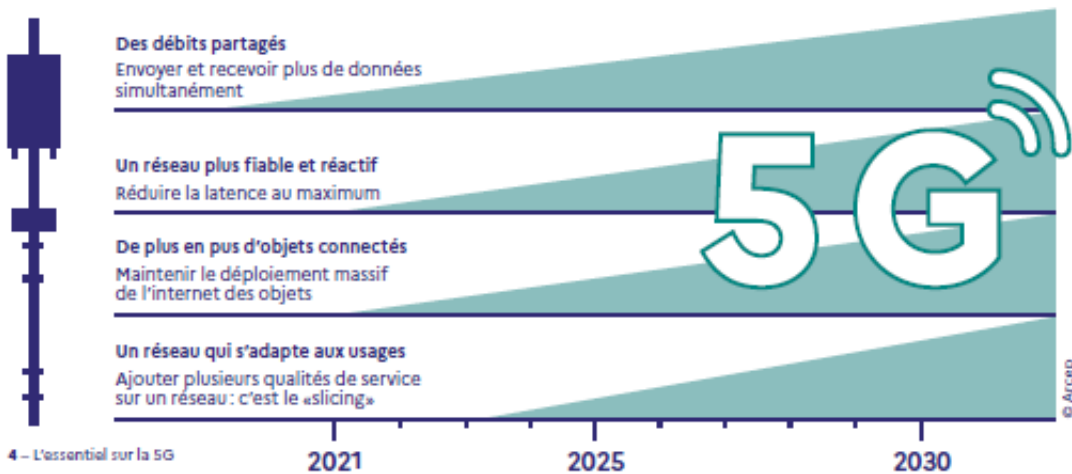 Des débits partagés
Envoyer et recevoir plus de données
simultanément
Un réseau plus fiable et réactif
Réduire la latence au maximum
De plus en pus d'objets connectés
Maintenir le déploiement massif
de l'internet des objets
Un réseau qui s'adapte aux usages
Ajouter plusieurs qualités de service
sur un réseau : c'est le «slicing»
5G
© Arcep
4 – L'essentiel sur la 5G
2021
2025
2030